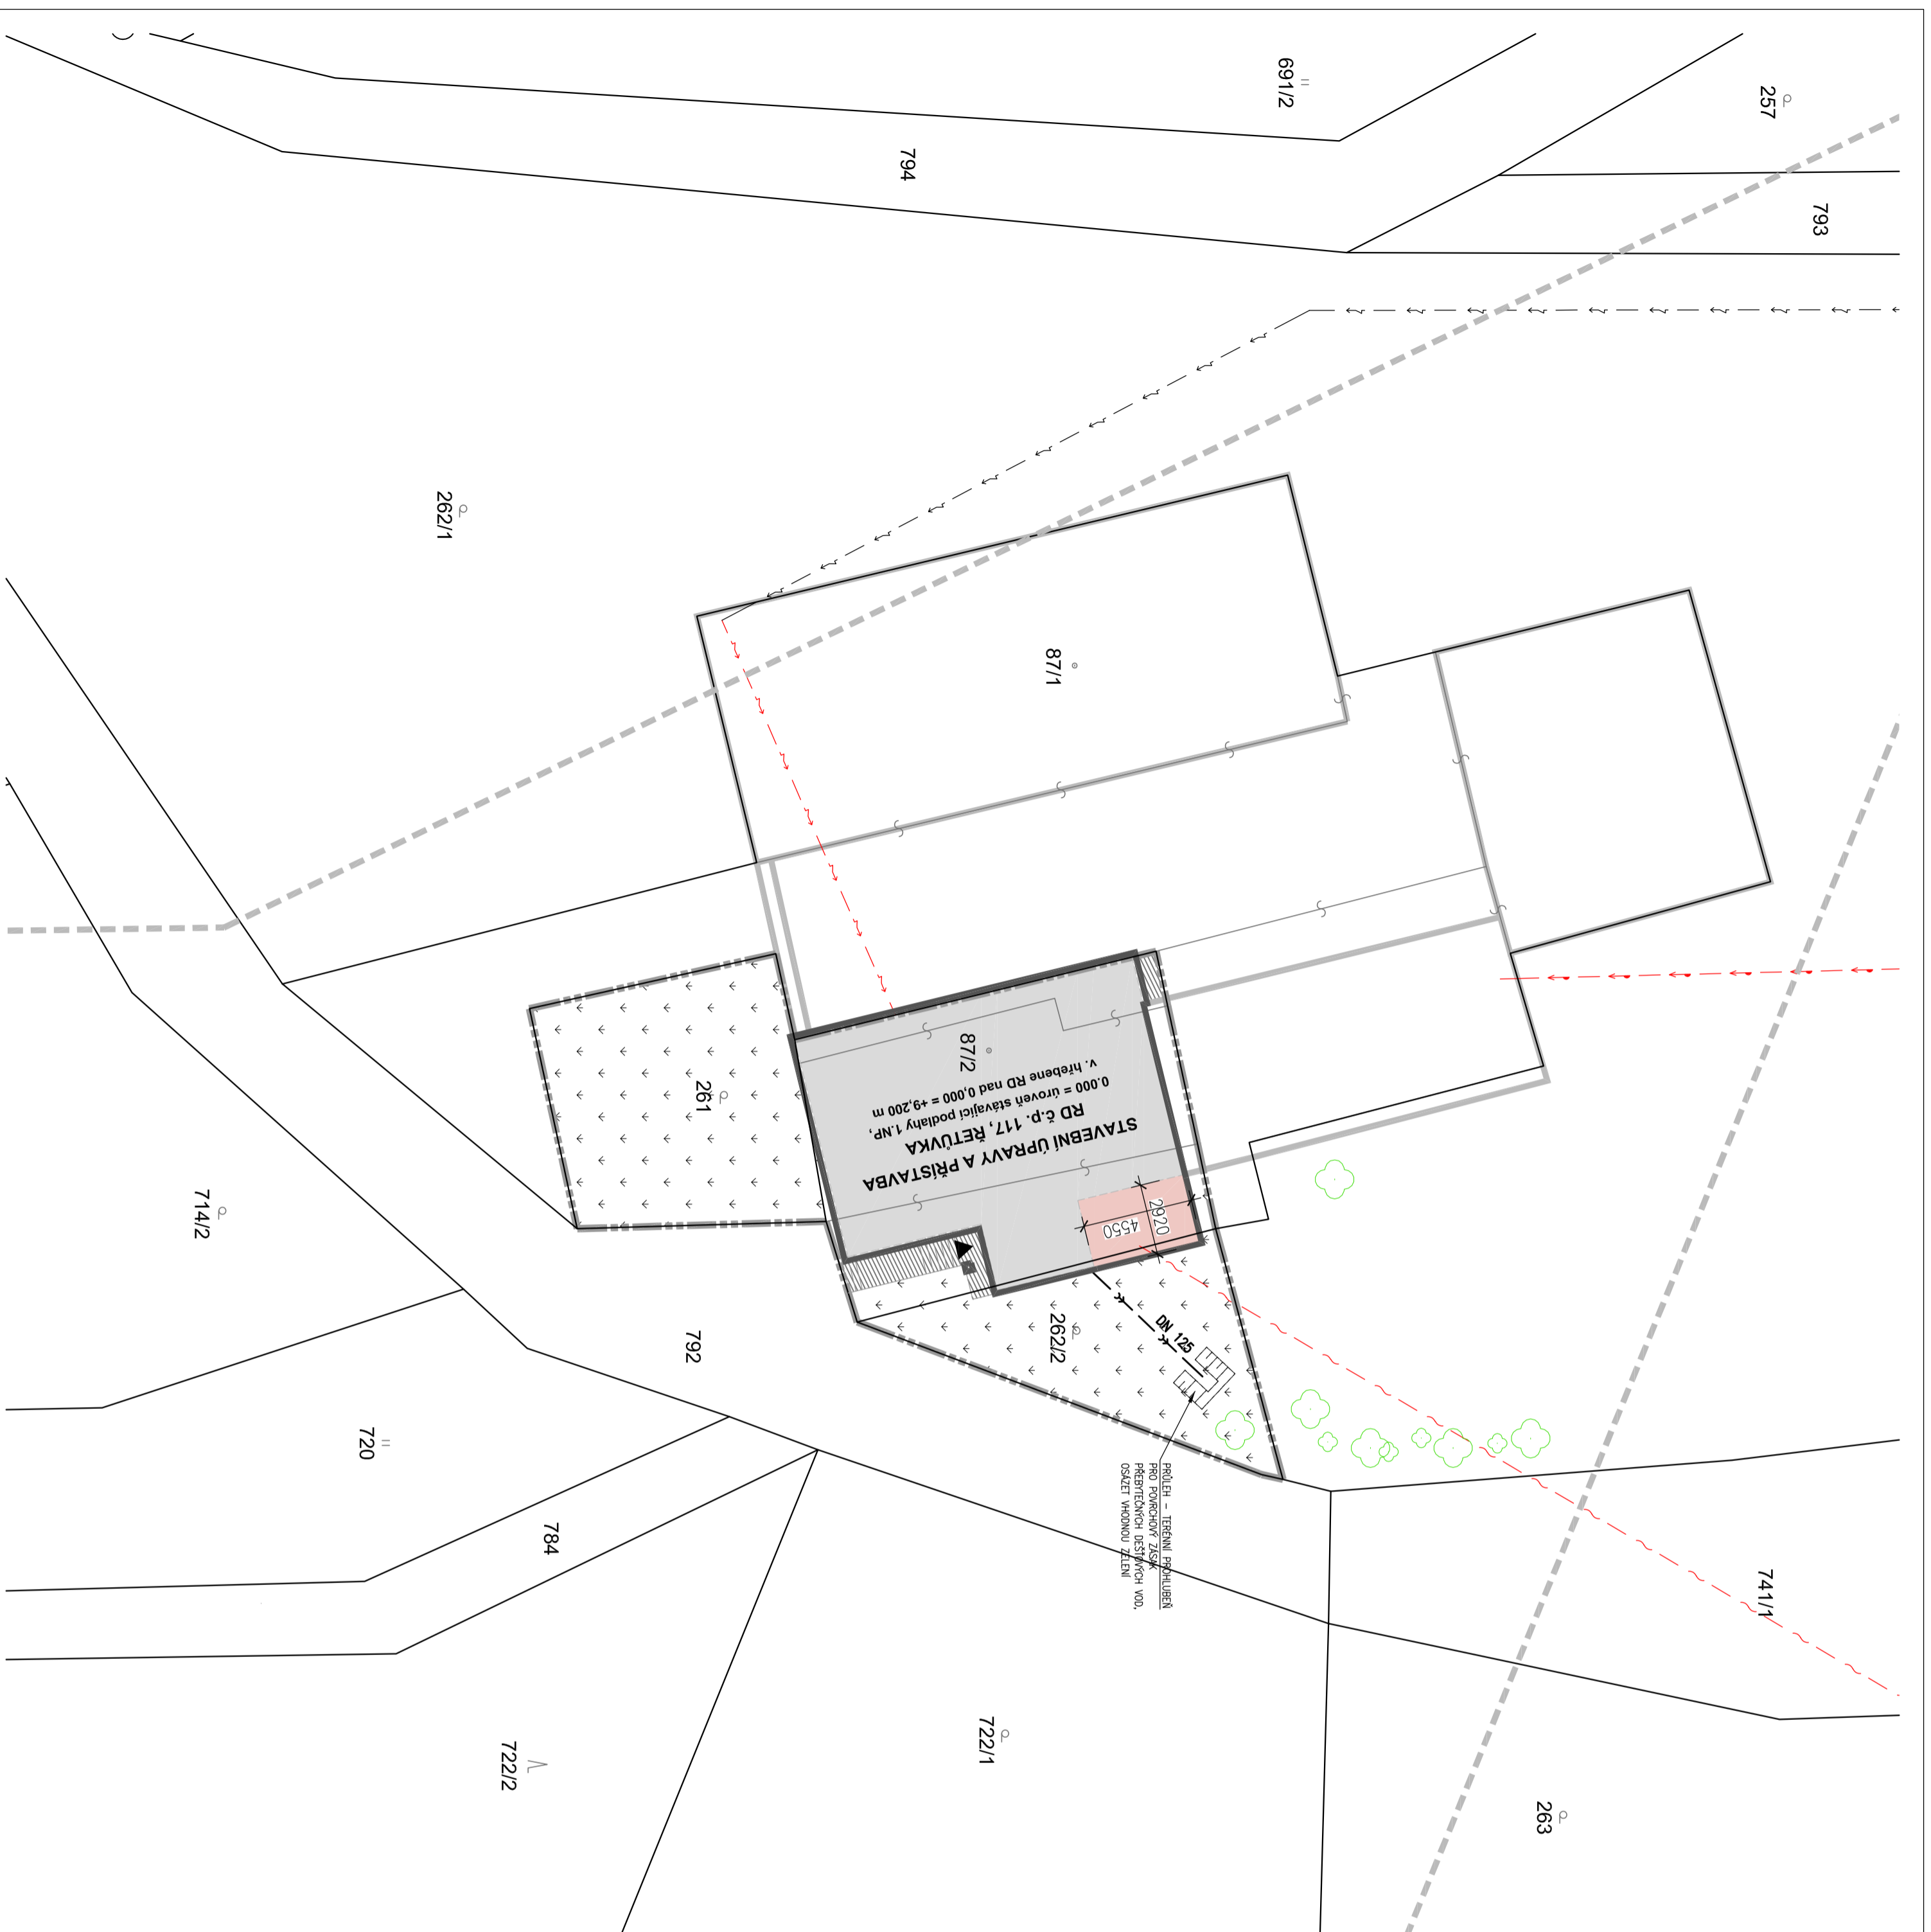 257
691/2
793
794
262/1
87/1
87/2
STAVEBNÍ ÚPRAVY A PŘÍSTAVBA
RD č.p. 117, ŘETŮVKA
0.000 = úroveň stávající podlahy 1.NP,
v. hřebene RD nad 0,000 = +9,200 m
261
2920
4550
714/2
262/2
DN 125
792
PRŮLEH – TERÉNNÍ PROHLUBEŇ
PRO POVRCHOVÝ ZÁSAK
PŘEBYTEČNÝCH DEŠŤOVÝCH VOD,
OSÁZET VHODNOU ZELENÍ
720
784
741/1
722/1
722/2
263